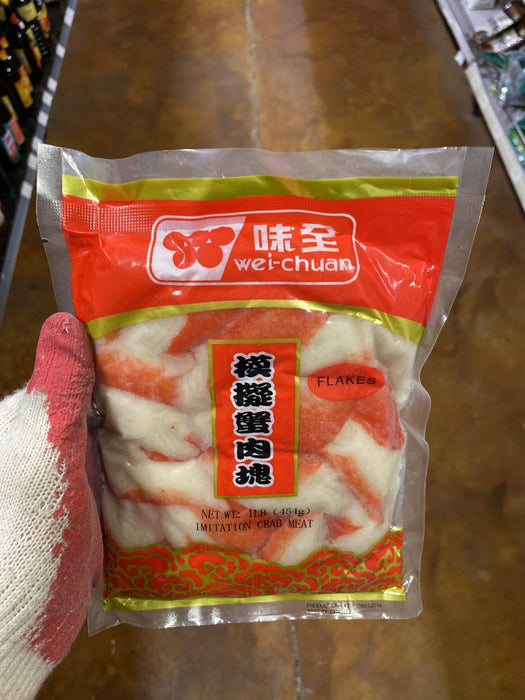 味全
wei-chuan
模擬蟹肉塊
FLAKES
NET WT: 1LB (454g)
IMITATION CRAB MEAT